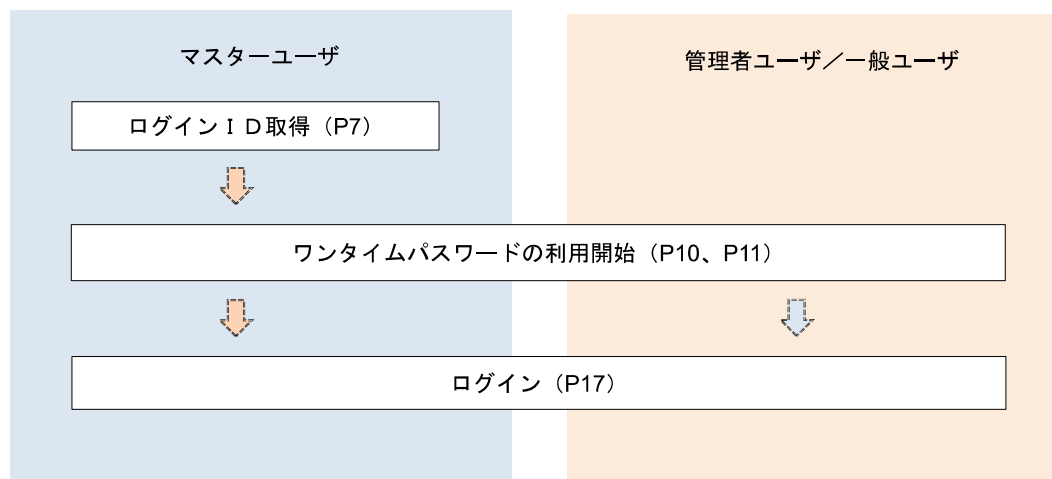 マスターユーザ
管理者ユーザ／一般ユーザ
ログインＩＤ取得（P7）
ワンタイムパスワードの利用開始（P10、P11）
ログイン（P17）